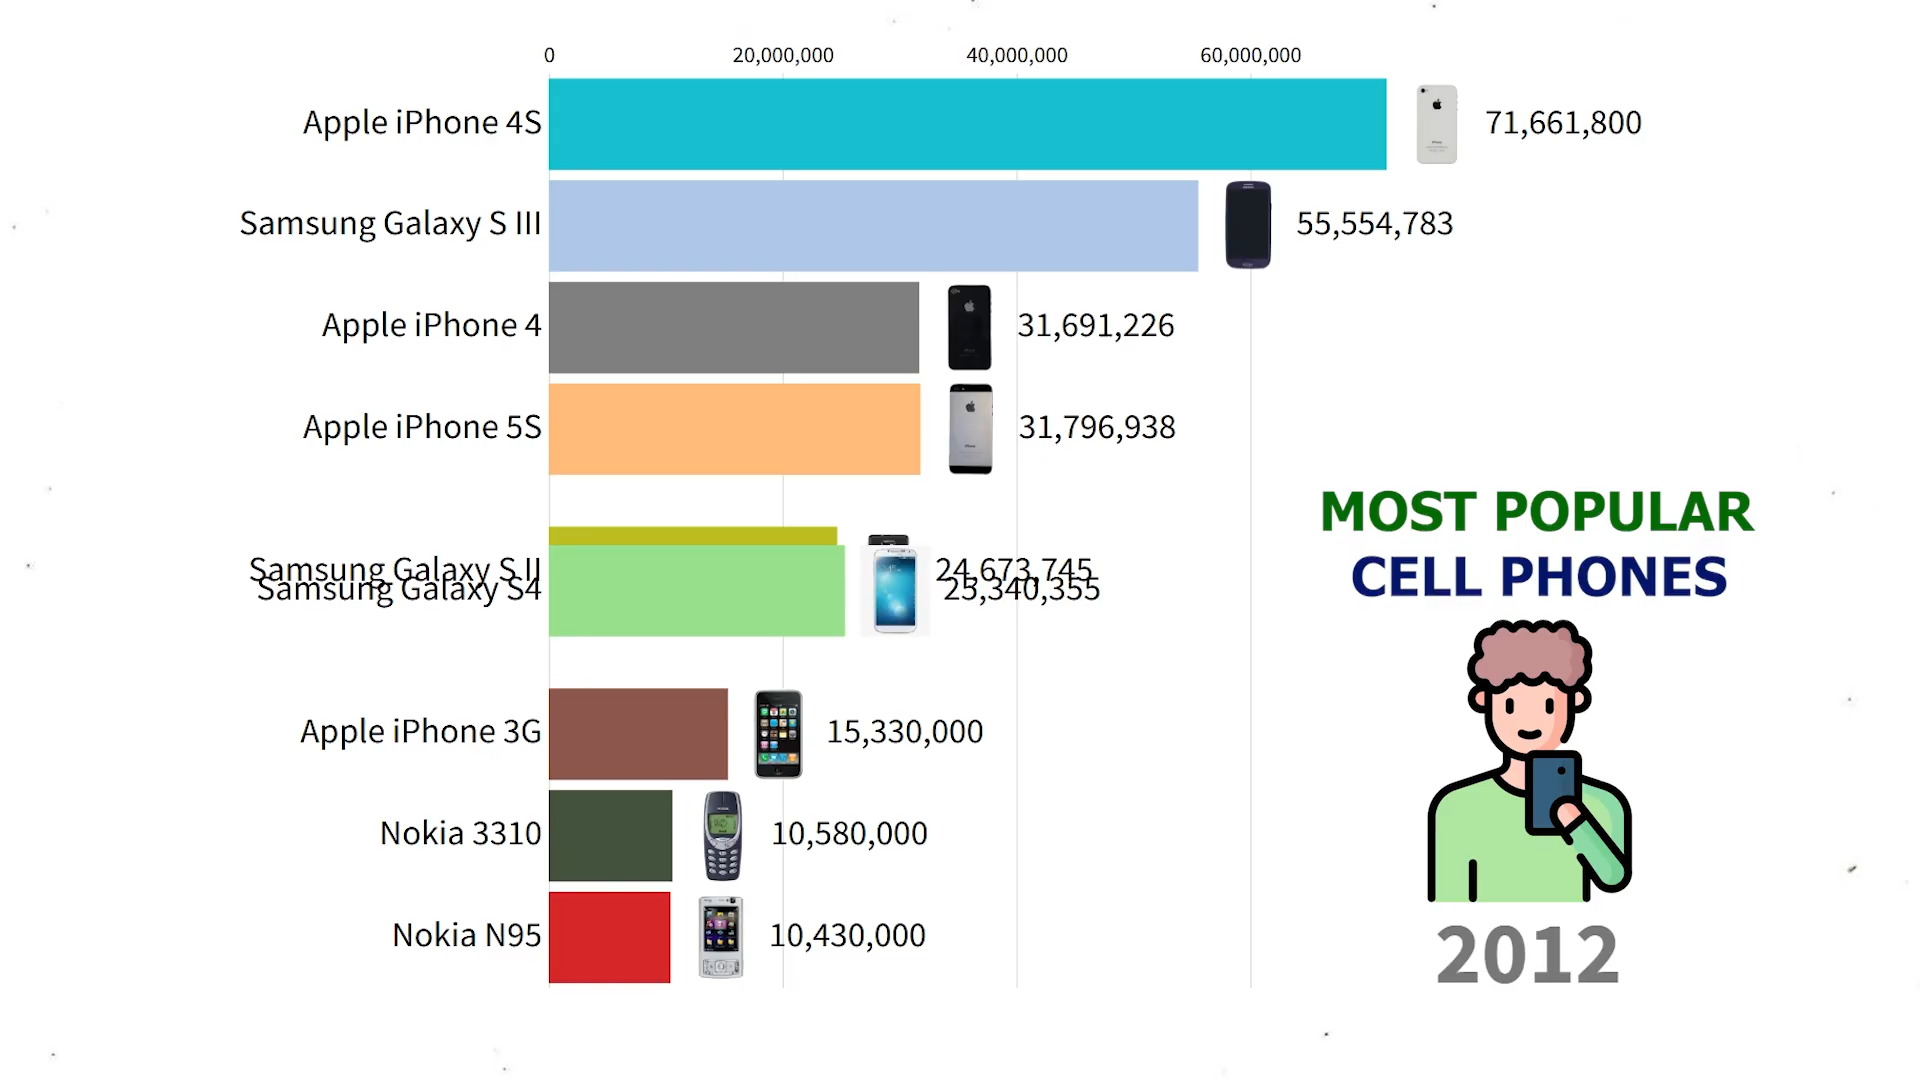 0 20,000,000 40,000,000 60,000,000
Apple iPhone 4S 71,661,800
Samsung Galaxy S III 55,554,783
Apple iPhone 4 31,691,226
Apple iPhone 5S 31,796,938
MOST POPULAR
CELL PHONES
Samsung Galaxy S II 24,673,745
Samsung Galaxy S4 25,340,355
Apple iPhone 3G 15,330,000
Nokia 3310 10,580,000
Nokia N95 10,430,000
2012